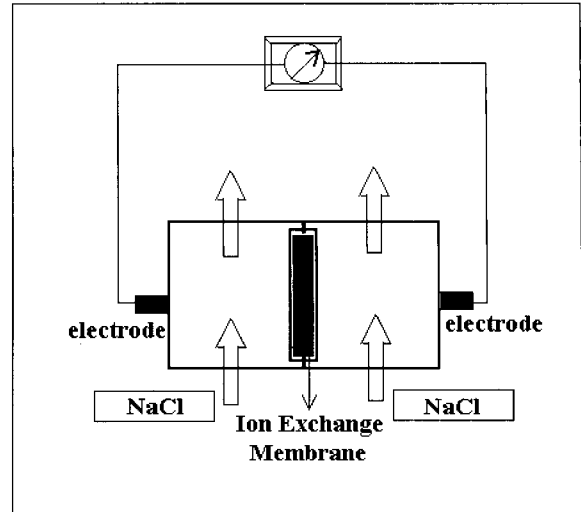 electrode
electrode
NaCl
NaCl
Ion Exchange
Membrane